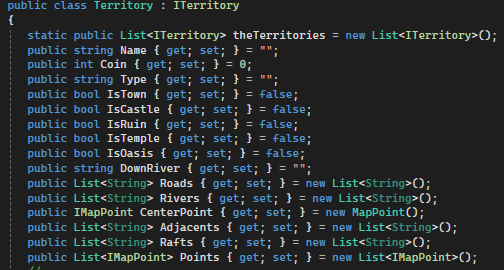 public class Territory : ITerritory
{
static public List<ITerritory> theTerritories = new List<ITerritory>();
public string Name { get; set; } = "";
public int Coin { get; set; } = 0;
public string Type { get; set; } = "";
public bool IsTown { get; set; } = false;
public bool IsCastle { get; set; } = false;
public bool IsRuin { get; set; } = false;
public bool IsTemple { get; set; } = false;
public bool IsOasis { get; set; } = false;
public string DownRiver { get; set; } = "";
public List<String> Roads { get; set; } = new List<String>();
public List<String> Rivers { get; set; } = new List<String>();
public IMapPoint CenterPoint { get; set; } = new MapPoint();
public List<String> Adjacents { get; set; } = new List<String>();
public List<String> Rafts { get; set; } = new List<String>();
public List<IMapPoint> Points { get; set; } = new List<IMapPoint>();